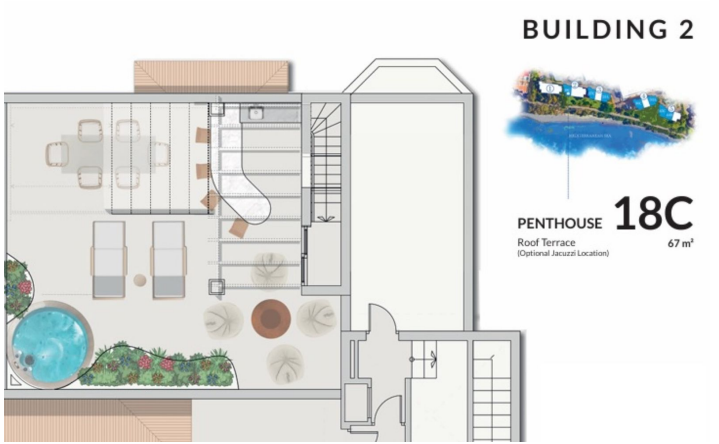 BUILDING 2
PENTHOUSE 18C
Roof Terrace 67 m²
(Optional Jacuzzi Location)